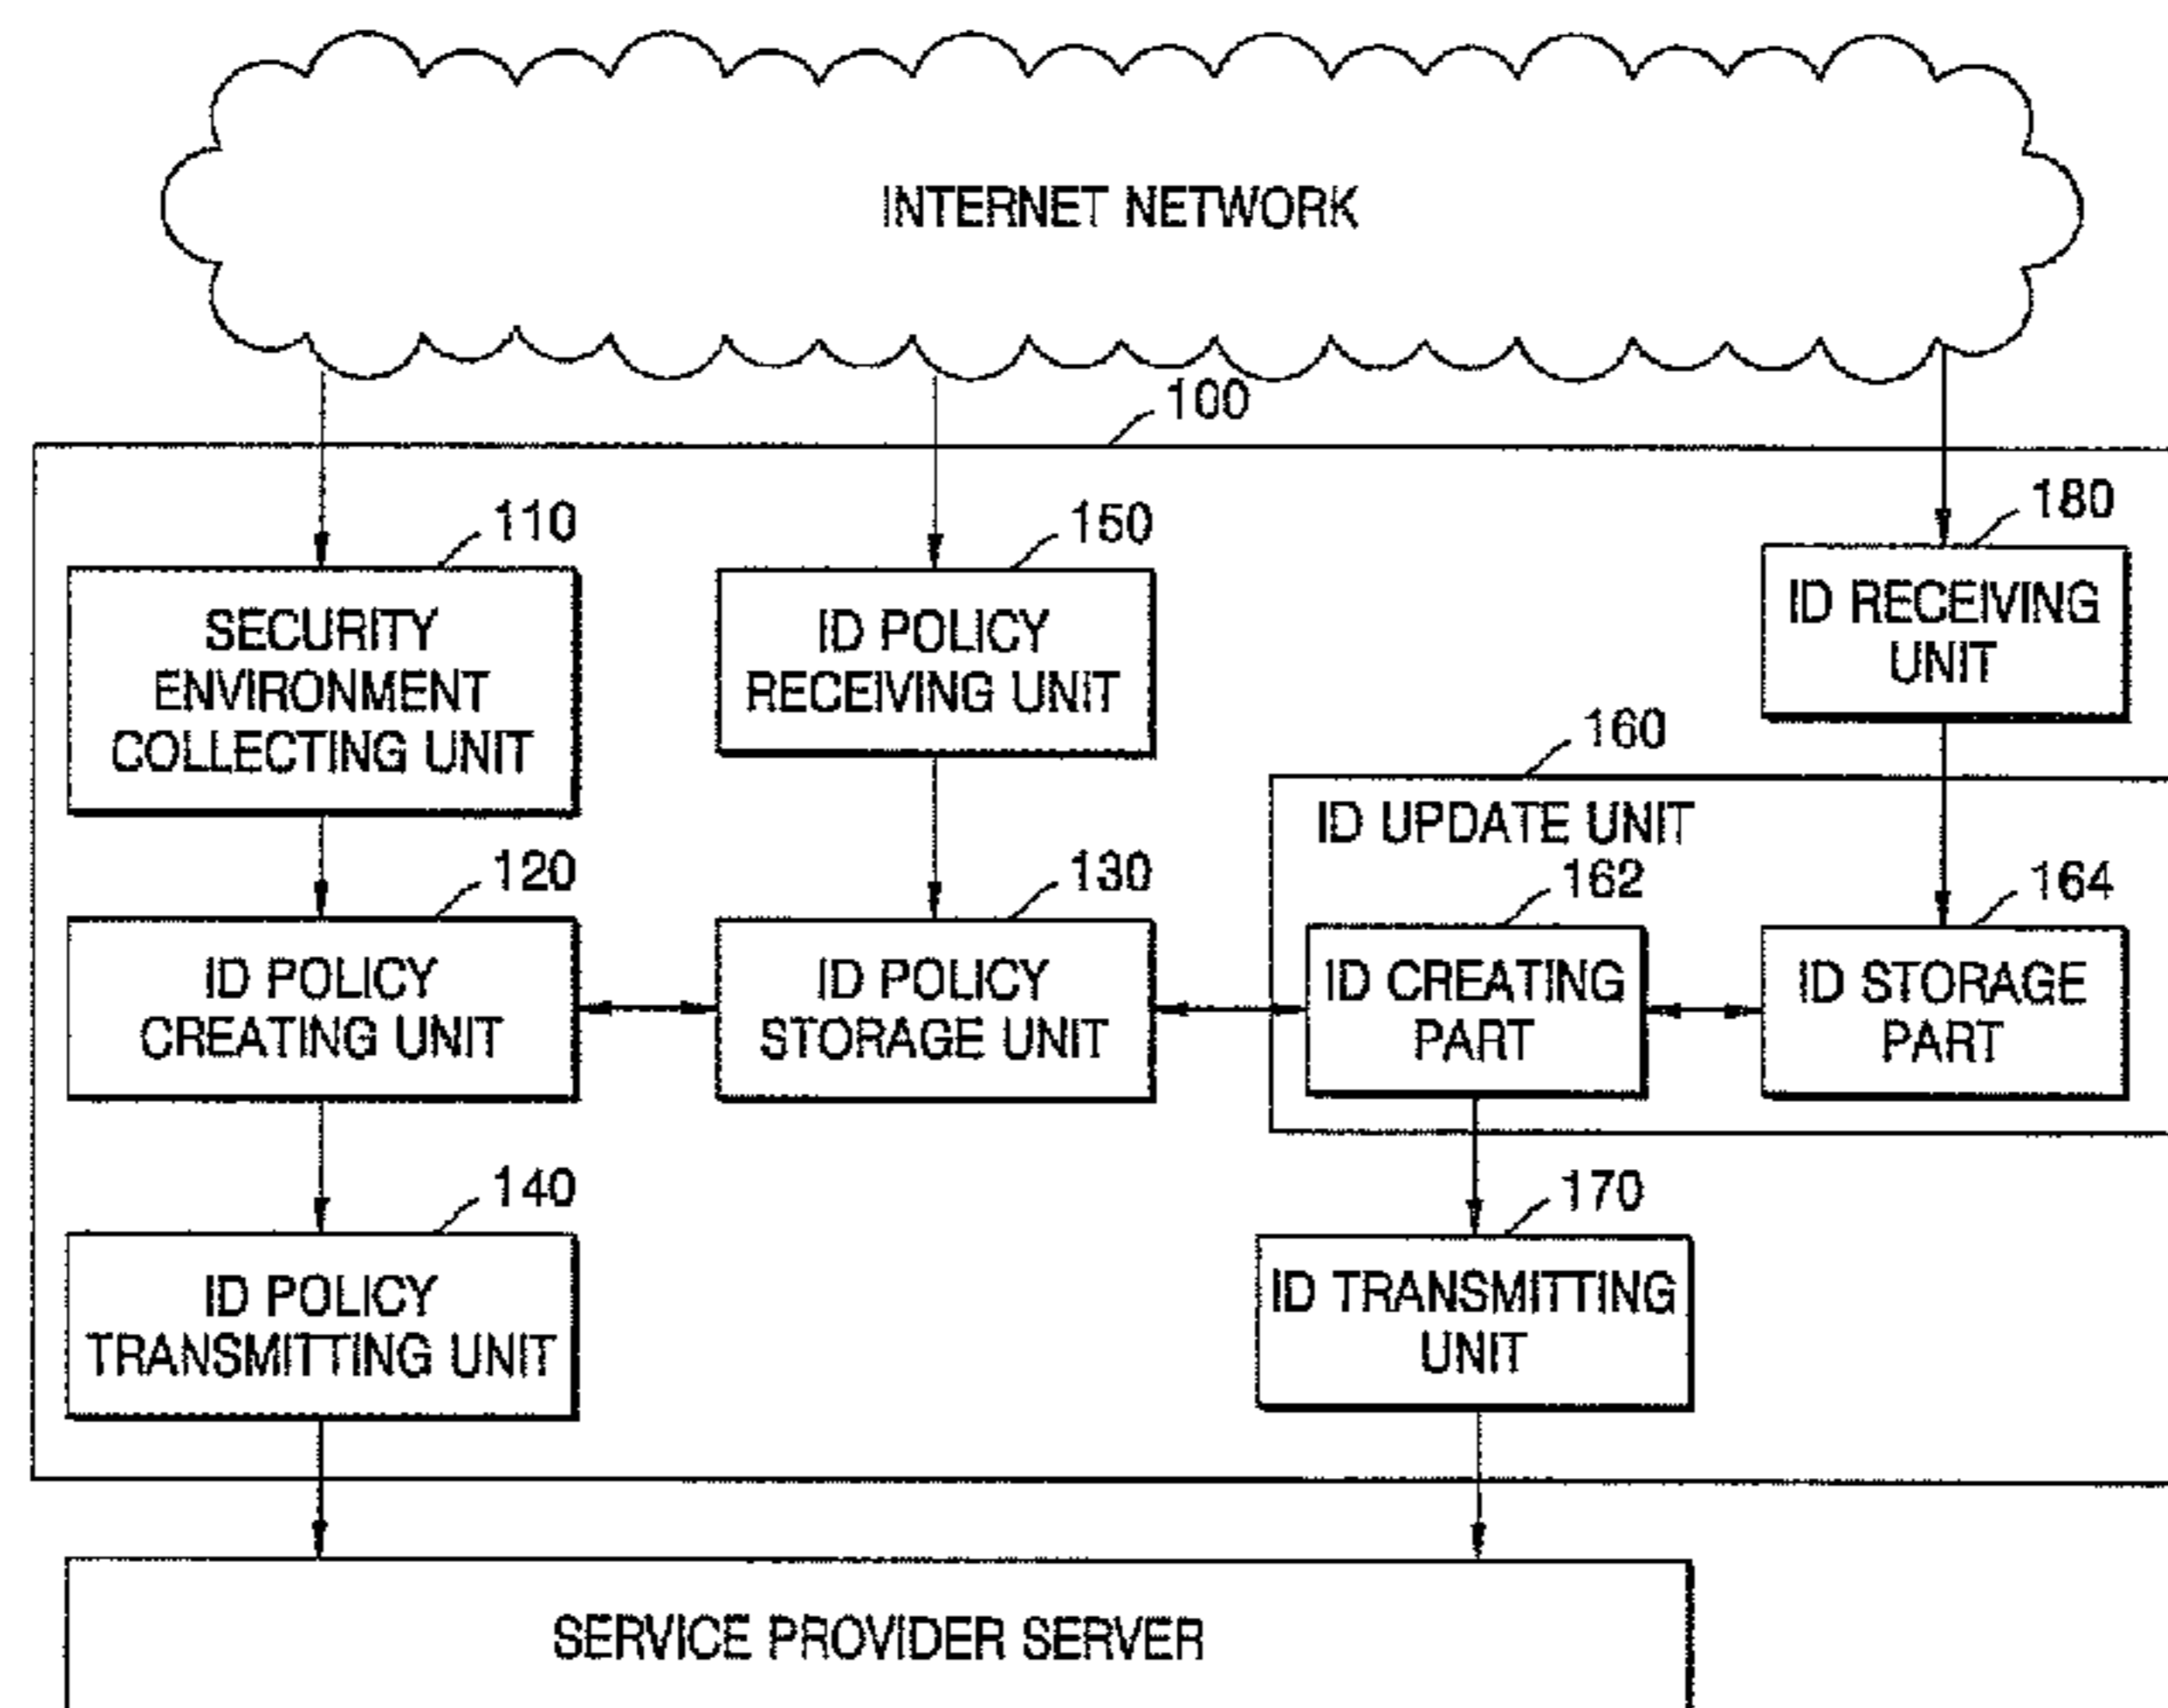 INTERNET NETWORK
100
110
SECURITY
ENVIRONMENT
COLLECTING UNIT
150
ID POLICY
RECEIVING UNIT
180
ID RECEIVING
UNIT
160
ID UPDATE UNIT
120
ID POLICY
CREATING UNIT
130
ID POLICY
STORAGE UNIT
162
ID CREATING
PART
164
ID STORAGE
PART
140
ID POLICY
TRANSMITTING UNIT
170
ID TRANSMITTING
UNIT
SERVICE PROVIDER SERVER